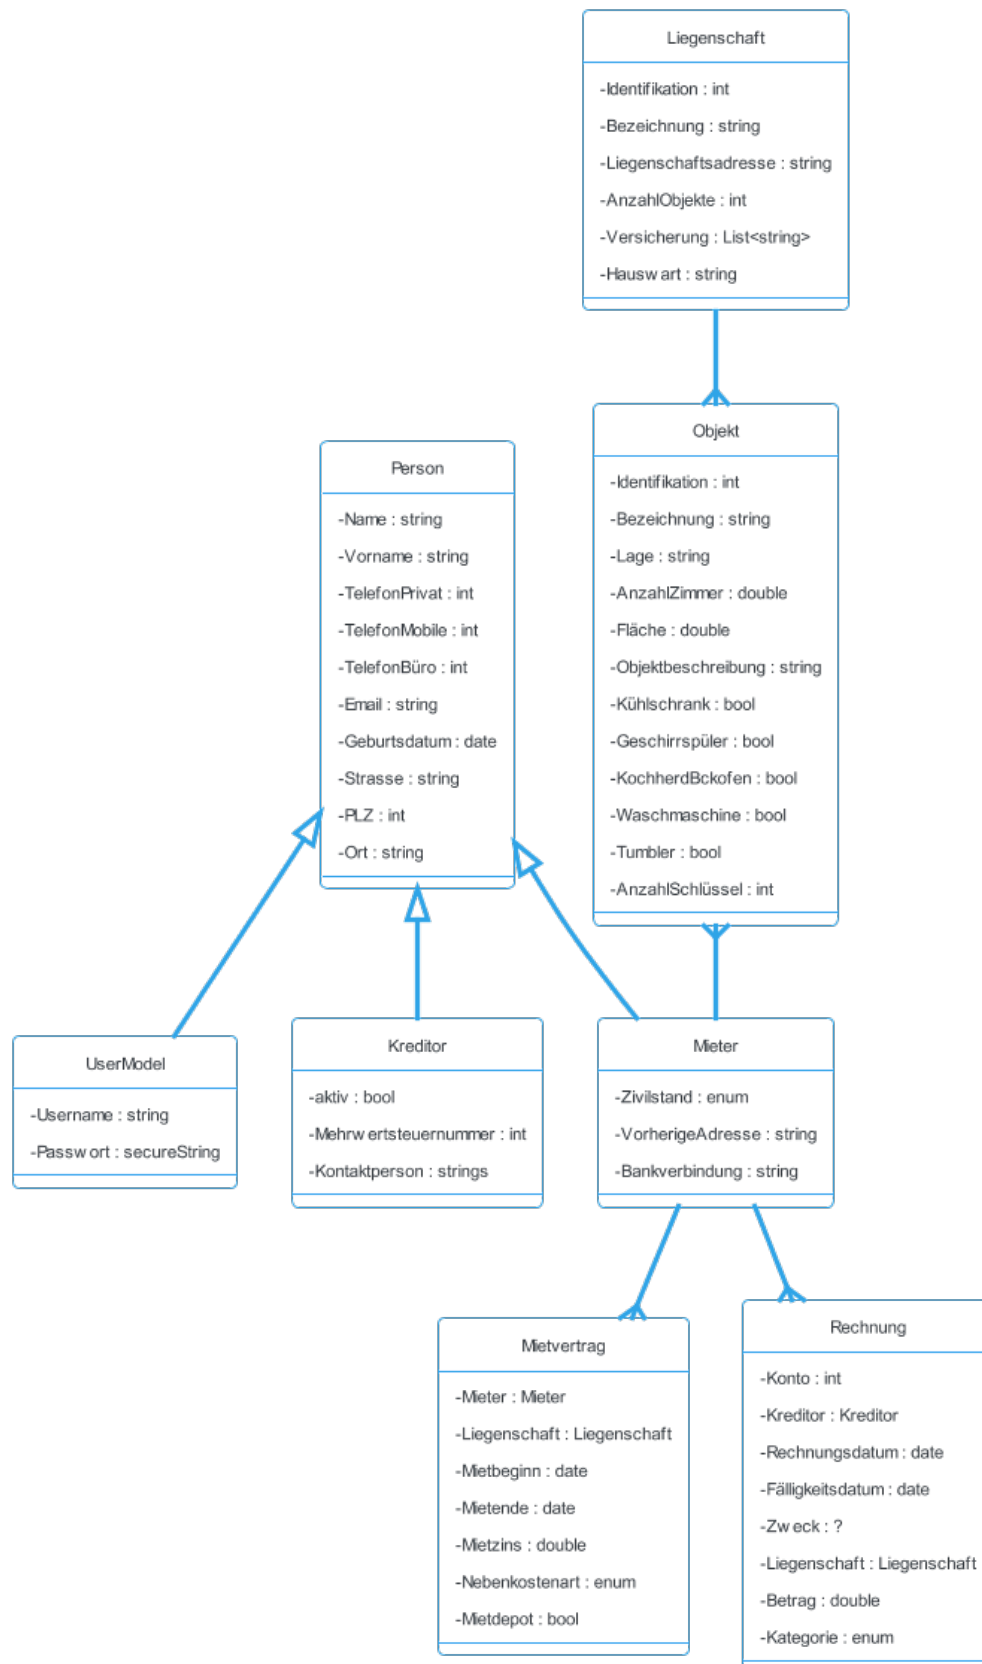 Liegenschaft
-Identifikation : int
-Bezeichnung : string
-Liegenschaftsadresse : string
-AnzahlObjekte : int
-Versicherung : List<string>
-Hauswart : string
Objekt
-Identifikation : int
-Bezeichnung : string
-Lage : string
-AnzahlZimmer : double
-Fläche : double
-Objektbeschreibung : string
-Kühlschrank : bool
-Geschirrspüler : bool
-KochherdBckofen : bool
-Waschmaschine : bool
-Tumbler : bool
-AnzahlSchlüssel : int
Person
-Name : string
-Vorname : string
-TelefonPrivat : int
-TelefonMobile : int
-TelefonBüro : int
-Email : string
-Geburtsdatum : date
-Strasse : string
-PLZ : int
-Ort : string
UserModel
-Username : string
-Passwort : secureString
Kreditor
-aktiv : bool
-Mehrwertsteuernummer : int
-Kontaktperson : strings
Mieter
-Zivilstand : enum
-VorherigeAdresse : string
-Bankverbindung : string
Mietvertrag
-Mieter : Mieter
-Liegenschaft : Liegenschaft
-Mietbeginn : date
-Mietende : date
-Mietzins : double
-Nebenkostenart : enum
-Mietdepot : bool
Rechnung
-Konto : int
-Kreditor : Kreditor
-Rechnungsdatum : date
-Fälligkeitsdatum : date
-Zweck : ?
-Liegenschaft : Liegenschaft
-Betrag : double
-Kategorie : enum